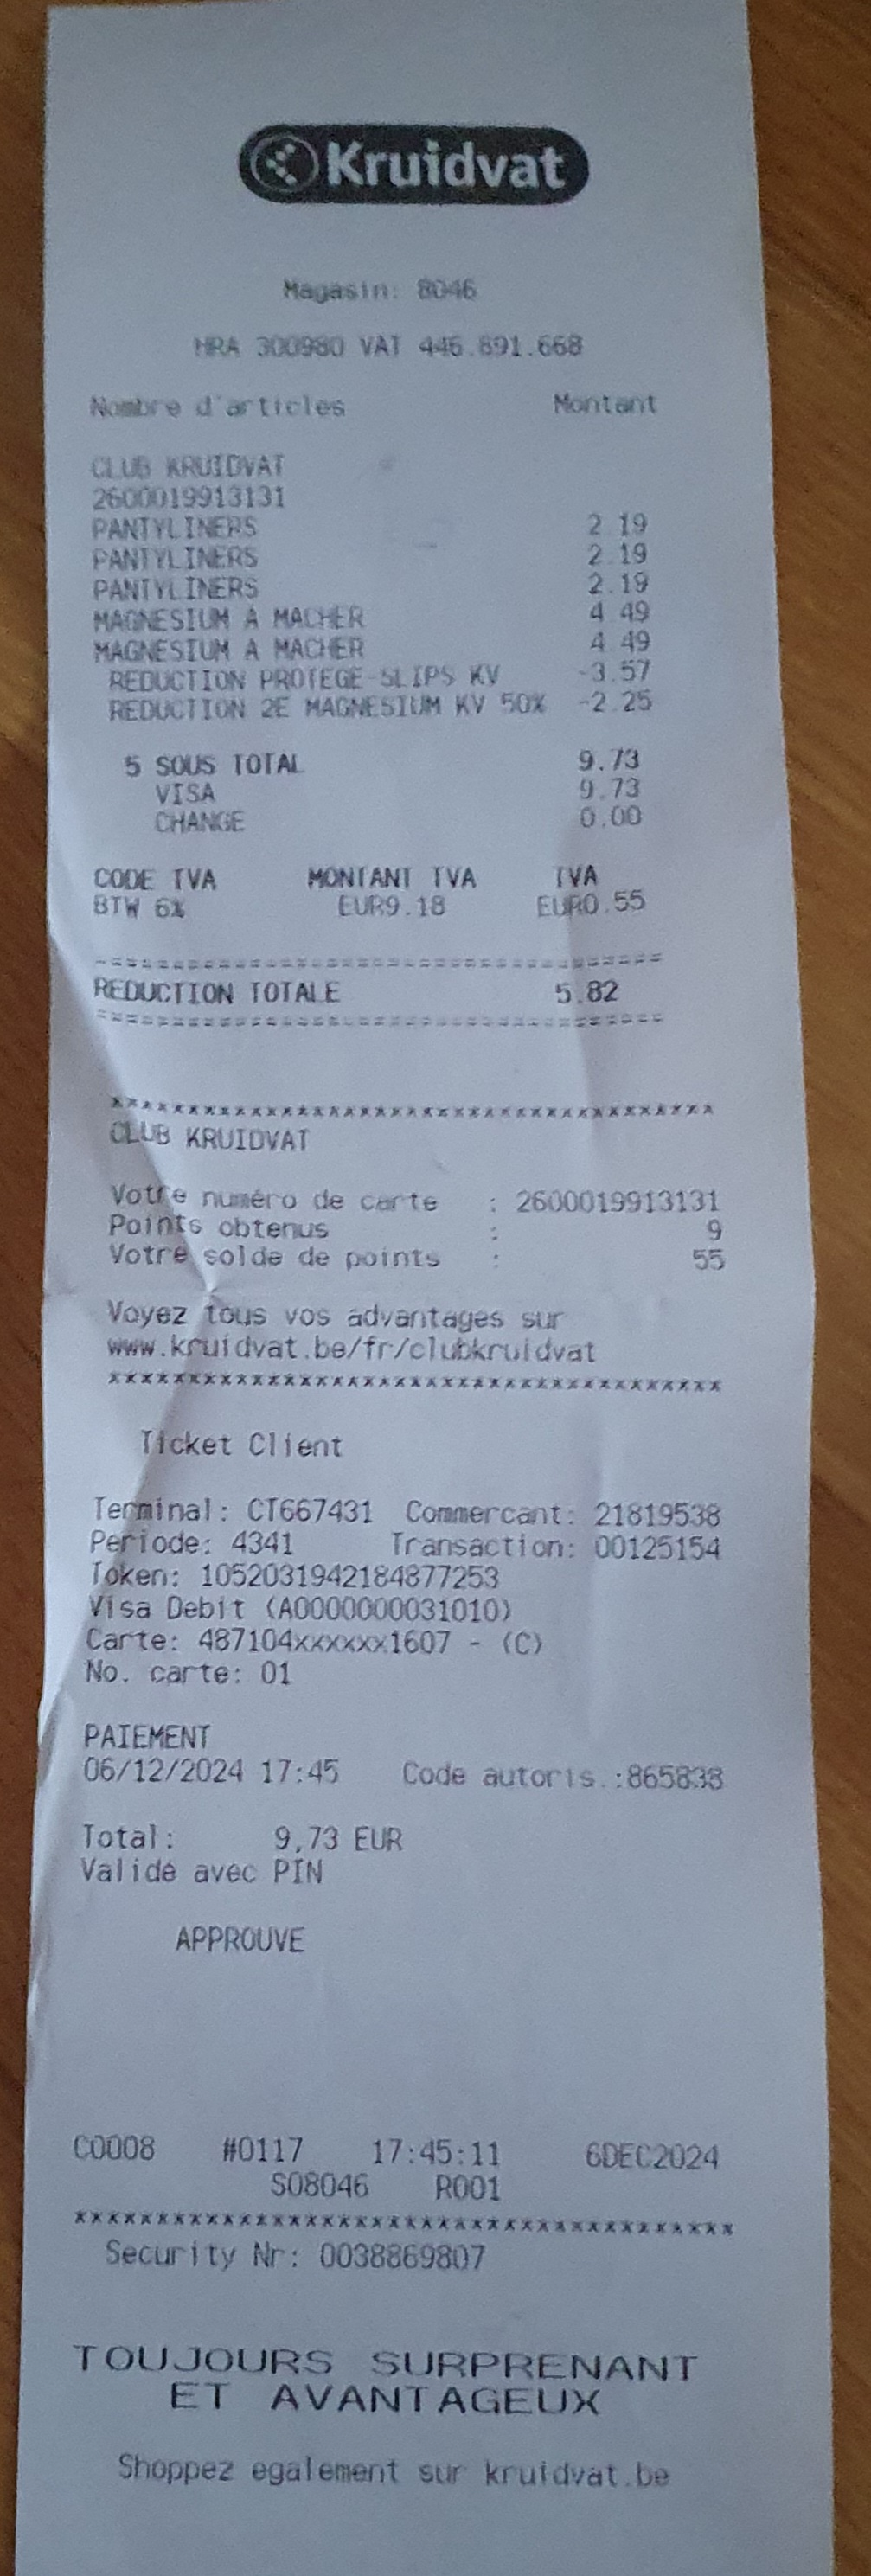 Kruidvat
Magasin: 8046
HRA 300980 VAT 446.891.668
Nombre d'articles Montant
CLUB KRUIDVAT
2600019913131
PANTYLINERS 2.19
PANTYLINERS 2.19
PANTYLINERS 2.19
MAGNESIUM A MACHER 4.49
MAGNESIUM A MACHER 4.49
REDUCTION PROTEGE-SLIPS KV -3.57
REDUCTION 2E MAGNESIUM KV 50% -2.25
5 SOUS TOTAL 9.73
VISA 9.73
CHANGE 0.00
CODE TVA MONTANT TVA TVA
BTW 6% EUR9.18 EUR0.55
=====================================
REDUCTION TOTALE 5.82
=====================================
***************************************
CLUB KRUIDVAT
Votre numéro de carte : 2600019913131
Points obtenus : 9
Votre solde de points : 55
Voyez tous vos advantages sur
www.kruidvat.be/fr/clubkruidvat
***************************************
Ticket Client
Terminal: CT667431 Commercant: 21819538
Periode: 4341 Transaction: 00125154
Token: 1052031942184877253
Visa Debit (A0000000031010)
Carte: 487104xxxxxx1607 - (C)
No. carte: 01
PAIEMENT
06/12/2024 17:45 Code autoris.:865838
Total: 9,73 EUR
Validé avec PIN
APPROUVE
C0008 #0117 17:45:11 6DEC2024
S08046 R001
****************************************
Security Nr: 0038869807
TOUJOURS SURPRENANT
ET AVANTAGEUX
Shoppez egalement sur kruidvat.be